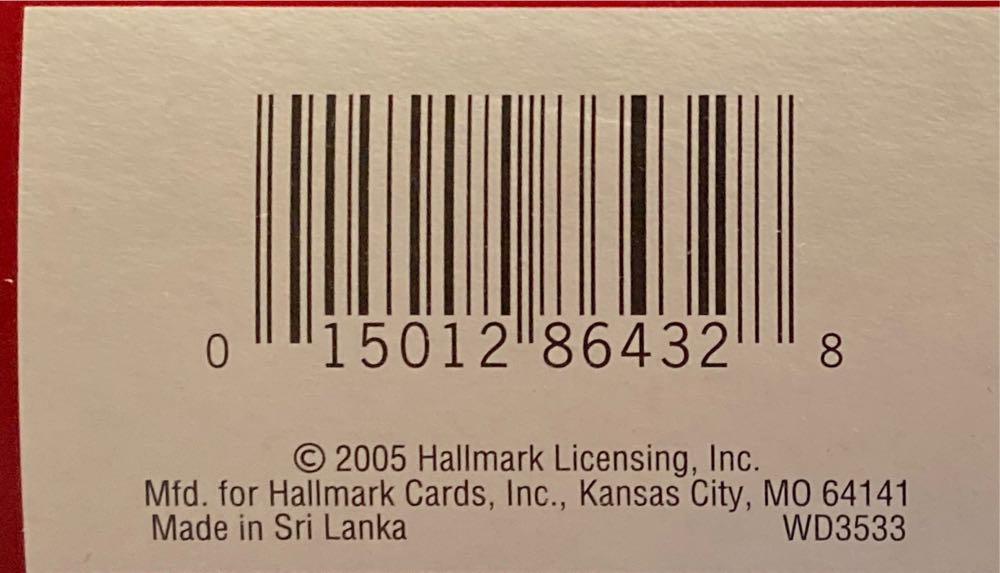 0 15012 86432 8
© 2005 Hallmark Licensing, Inc.
Mfd. for Hallmark Cards, Inc., Kansas City, MO 64141
Made in Sri Lanka WD3533